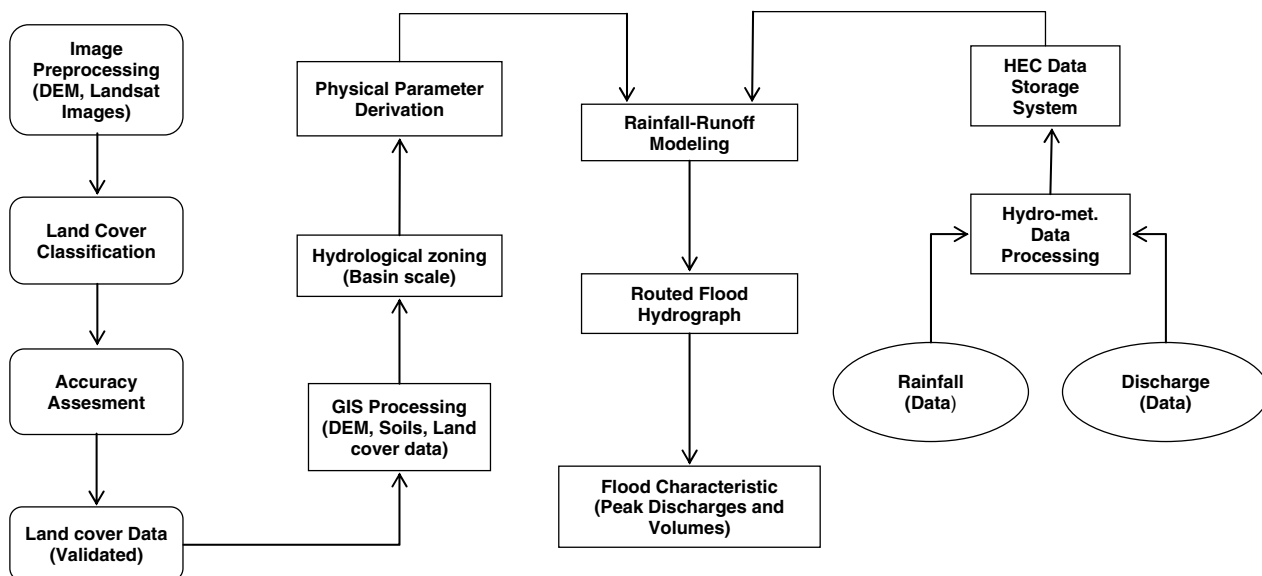 Image
Preprocessing
(DEM, Landsat
Images)
Land Cover
Classification
Accuracy
Assesment
Land cover Data
(Validated)
Physical Parameter
Derivation
Hydrological zoning
(Basin scale)
GIS Processing
(DEM, Soils, Land
cover data)
Rainfall-Runoff
Modeling
Routed Flood
Hydrograph
Flood Characteristic
(Peak Discharges and
Volumes)
HEC Data
Storage
System
Hydro-met.
Data
Processing
Rainfall
(Data)
Discharge
(Data)